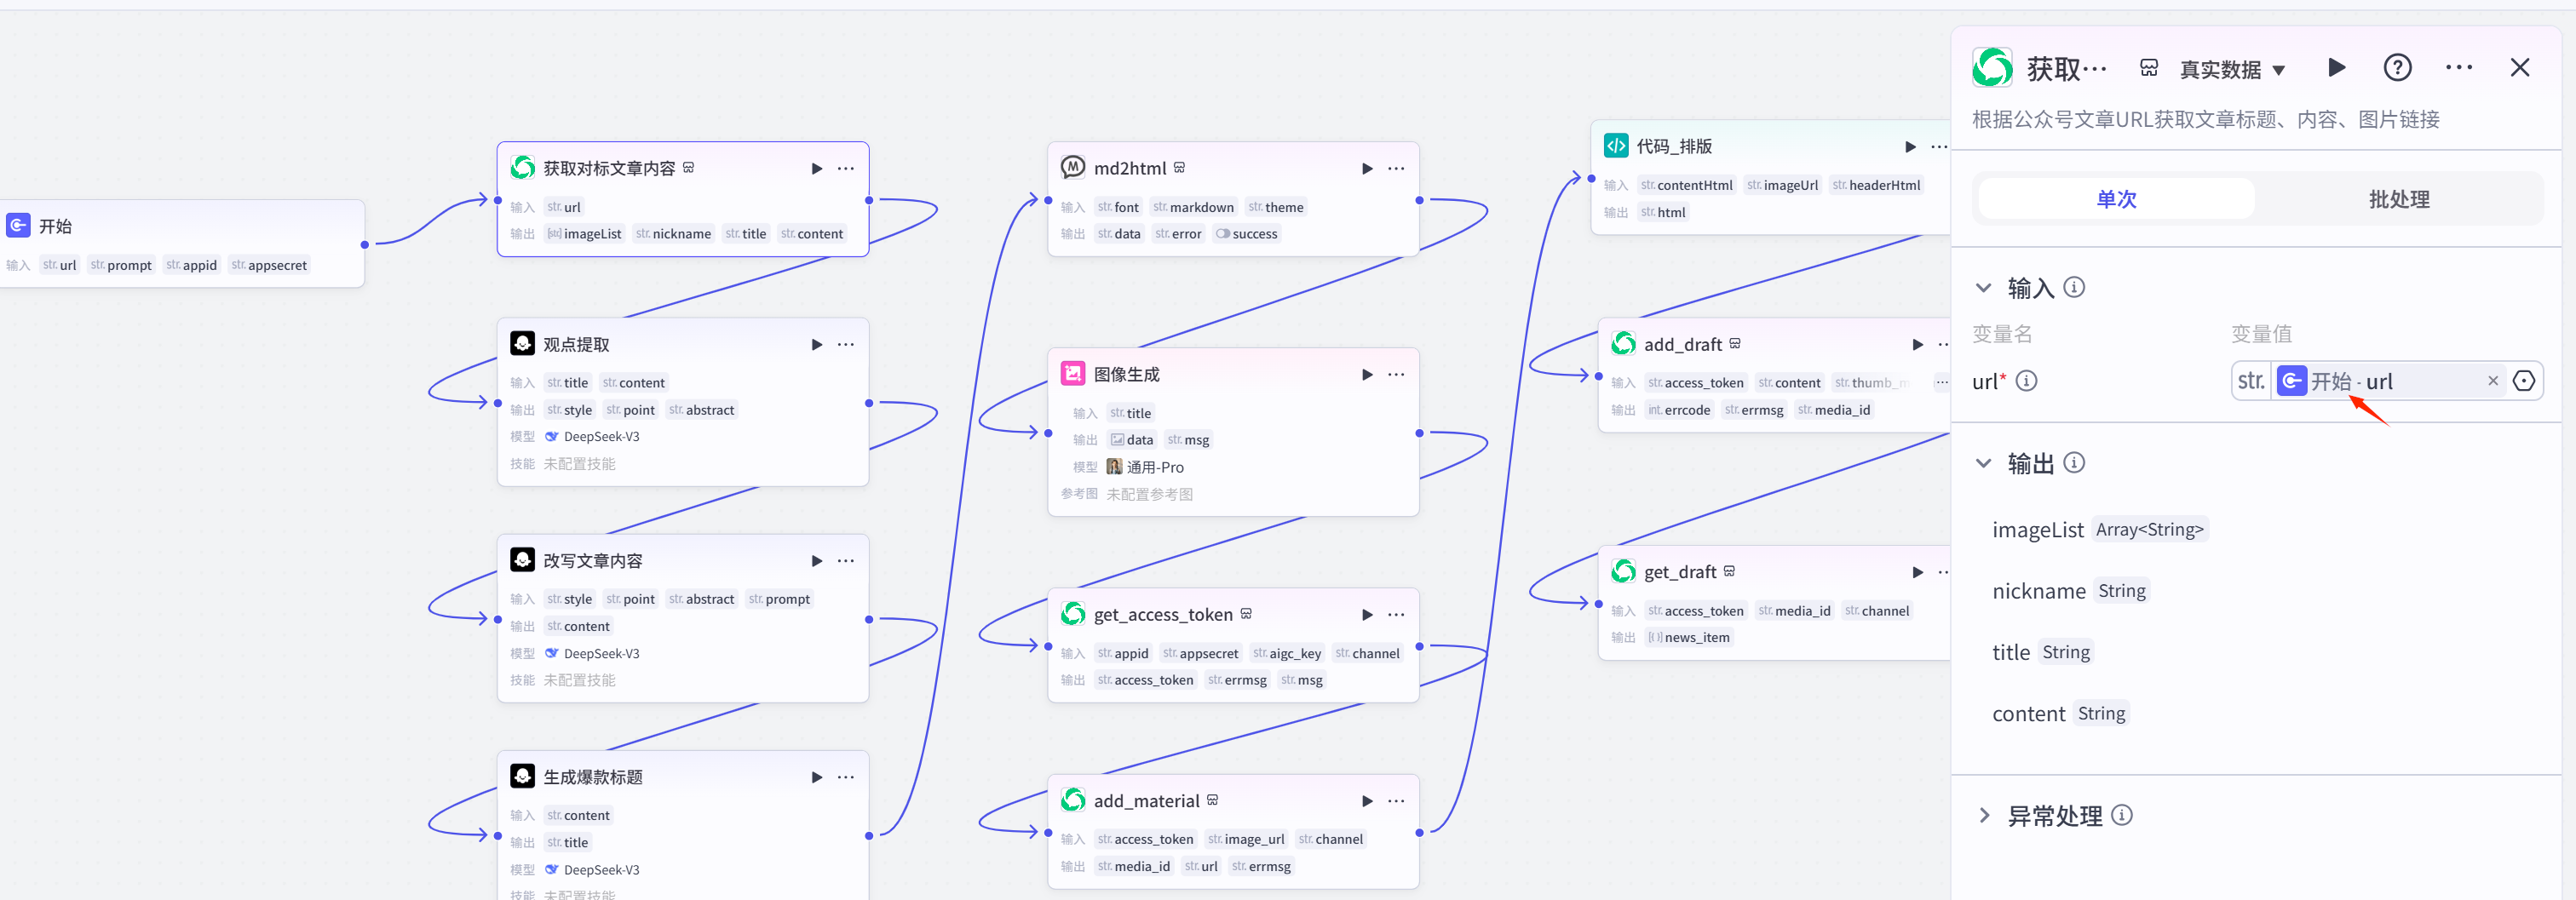 开始
输入 str. url str. prompt str. appid str. appsecret
获取对标文章内容
输入 str. url
输出 [str] imageList str. nickname str. title str. content
观点提取
输入 str. title str. content
输出 str. style str. point str. abstract
模型 DeepSeek-V3
技能 未配置技能
改写文章内容
输入 str. style str. point str. abstract str. prompt
输出 str. content
模型 DeepSeek-V3
技能 未配置技能
生成爆款标题
输入 str. content
输出 str. title
模型 DeepSeek-V3
技能 未配置技能
md2html
输入 str. font str. markdown str. theme
输出 str. data str. error success
图像生成
输入 str. title
输出 data str. msg
模型 通用-Pro
参考图 未配置参考图
get_access_token
输入 str. appid str. appsecret str. aigc_key str. channel
输出 str. access_token str. errmsg str. msg
add_material
输入 str. access_token str. image_url str. channel
输出 str. media_id str. url str. errmsg
代码_排版
输入 str. contentHtml str. imageUrl str. headerHtml
输出 str. html
add_draft
输入 str. access_token str. content str. thumb_m ...
输出 int. errcode str. errmsg str. media_id
get_draft
输入 str. access_token str. media_id str. channel
输出 [{}] news_item
获取··· 真实数据
根据公众号文章URL获取文章标题、内容、图片链接
单次 批处理
输入
变量名 变量值
url* str. 开始 - url
输出
imageList Array<String>
nickname String
title String
content String
异常处理